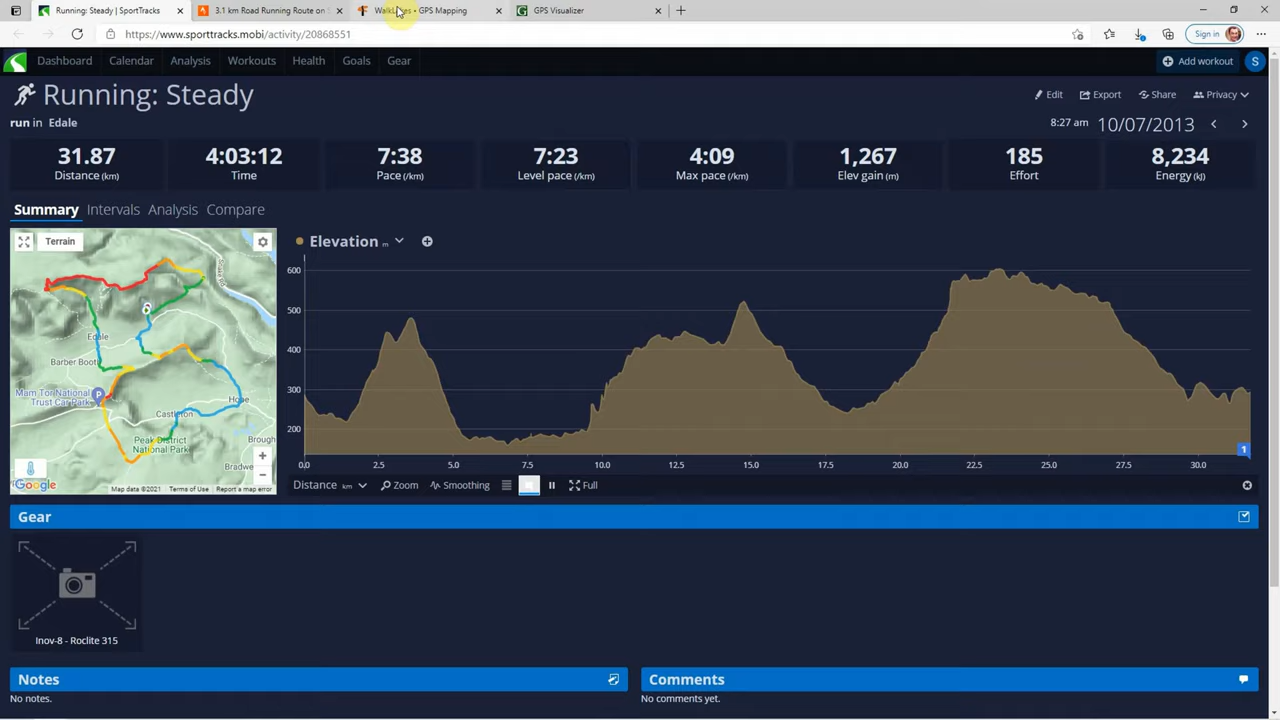 Running: Steady | SportTracks
3.1 km Road Running Route on S
WalkLakes • GPS Mapping
GPS Visualizer
https://www.sporttracks.mobi/activity/20868551
Sign in
Dashboard Calendar Analysis Workouts Health Goals Gear
Add workout
S
Running: Steady
Edit Export Share Privacy
run in Edale
8:27 am 10/07/2013
31.87 4:03:12 7:38 7:23 4:09 1,267 185 8,234
Distance (km) Time Pace (/km) Level pace (/km) Max pace (/km) Elev gain (m) Effort Energy (kJ)
Summary Intervals Analysis Compare
Terrain
Elevation m
600
500
400
300
200
Edale
Barber Boot
Mam Tor National
Trust Car Park
P
Hope
Castleton
Peak District
National Park
Brough
Bradwe
Google
Map data ©2021 Terms of Use Report a map error
1
0.0 2.5 5.0 7.5 10.0 12.5 15.0 17.5 20.0 22.5 25.0 27.5 30.0
Distance km Zoom Smoothing Full
Gear
Inov-8 - Roclite 315
Notes
No notes.
Comments
No comments yet.